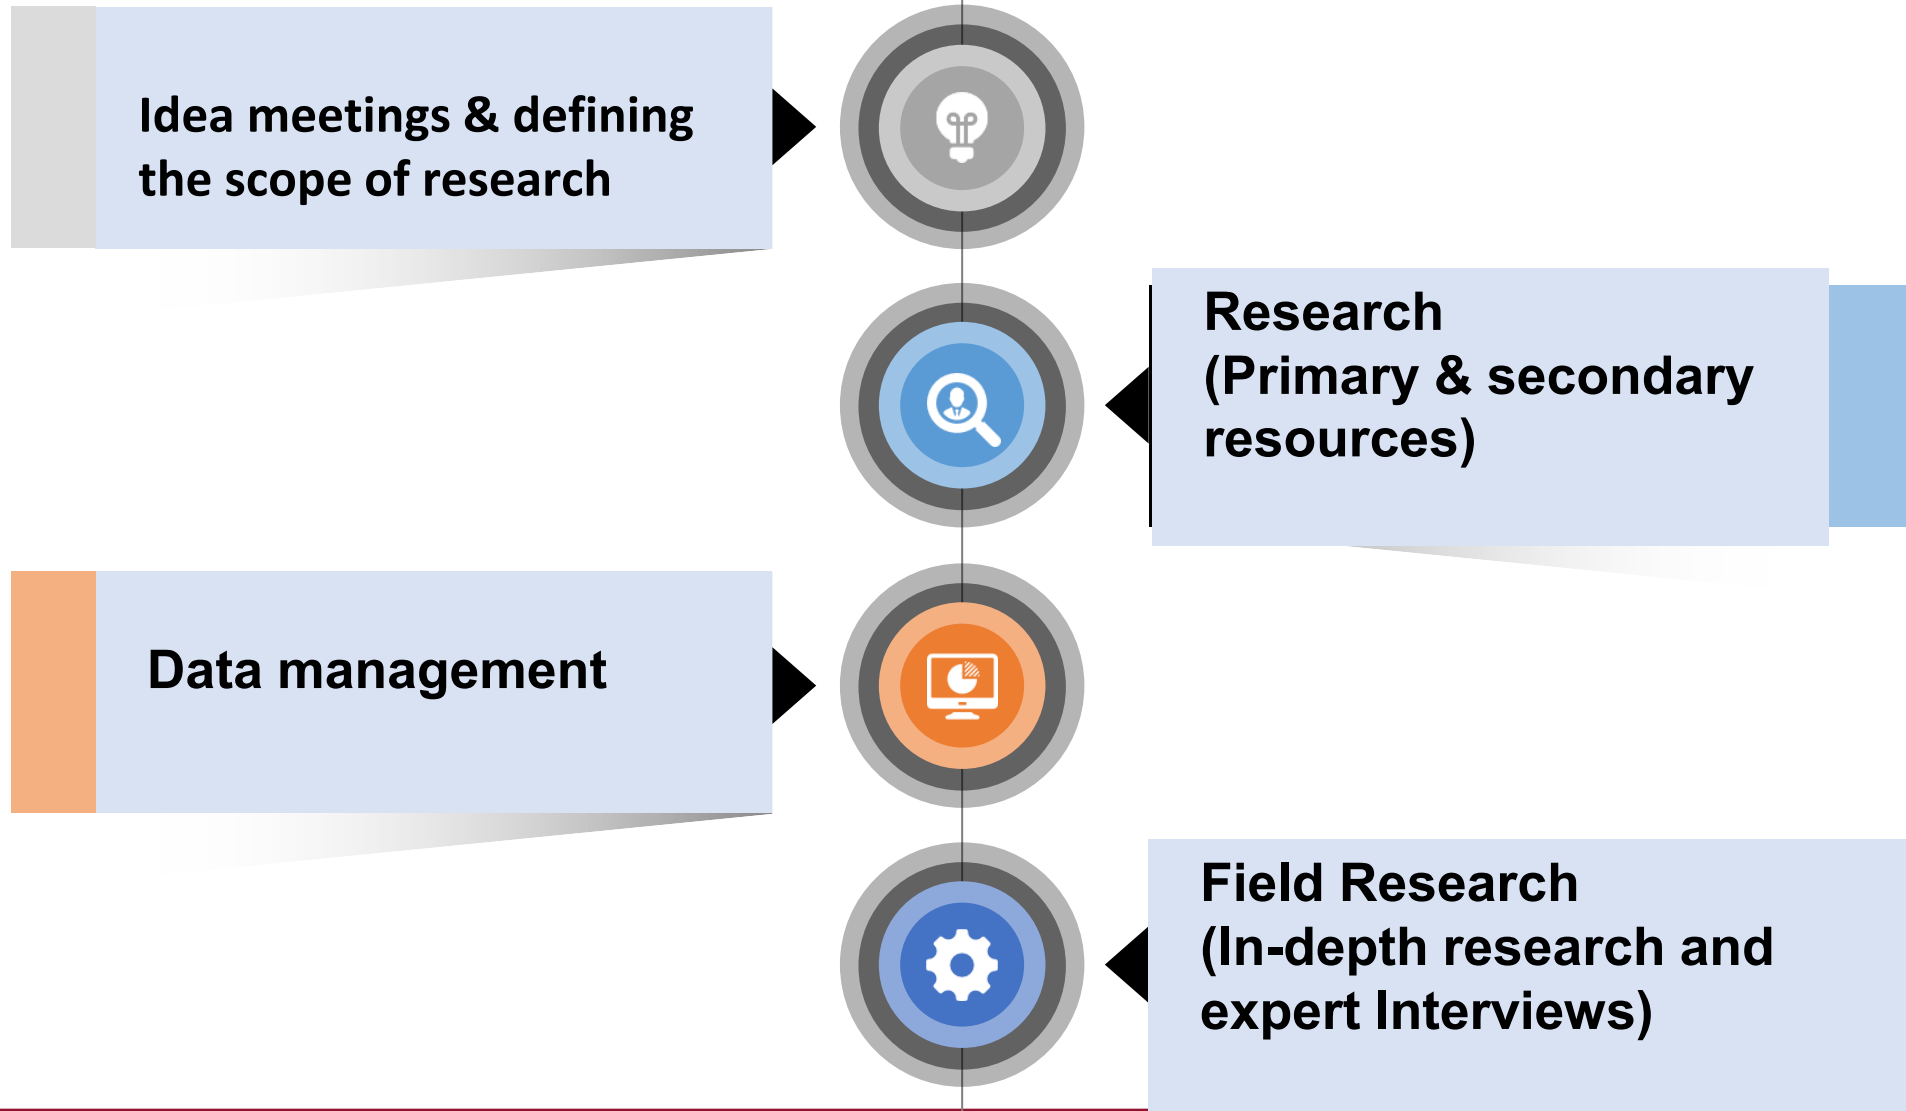 Idea meetings & defining
the scope of research
Research
(Primary & secondary
resources)
Data management
Field Research
(In-depth research and
expert Interviews)